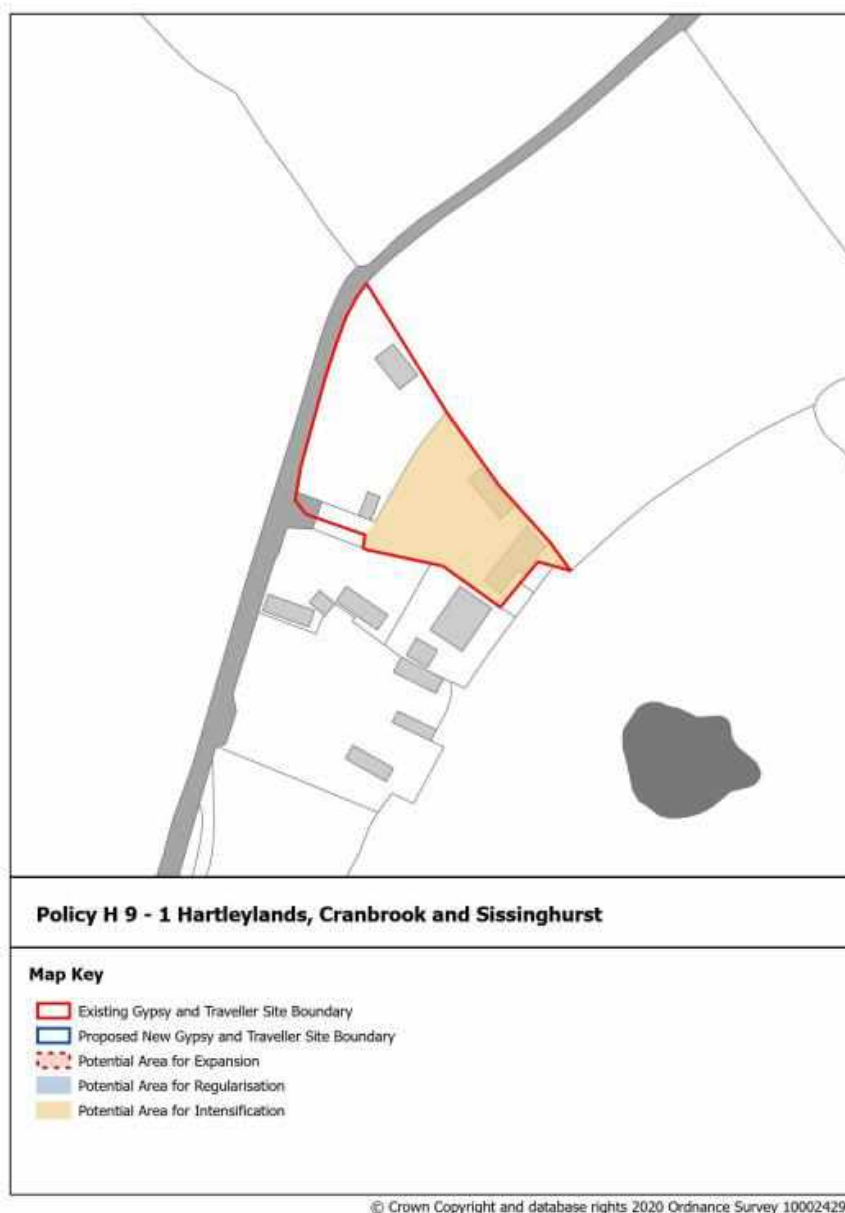 Policy H 9 - 1 Hartleylands, Cranbrook and Sissinghurst
Map Key
Existing Gypsy and Traveller Site Boundary
Proposed New Gypsy and Traveller Site Boundary
Potential Area for Expansion
Potential Area for Regularisation
Potential Area for Intensification
© Crown Copyright and database rights 2020 Ordnance Survey 10002429